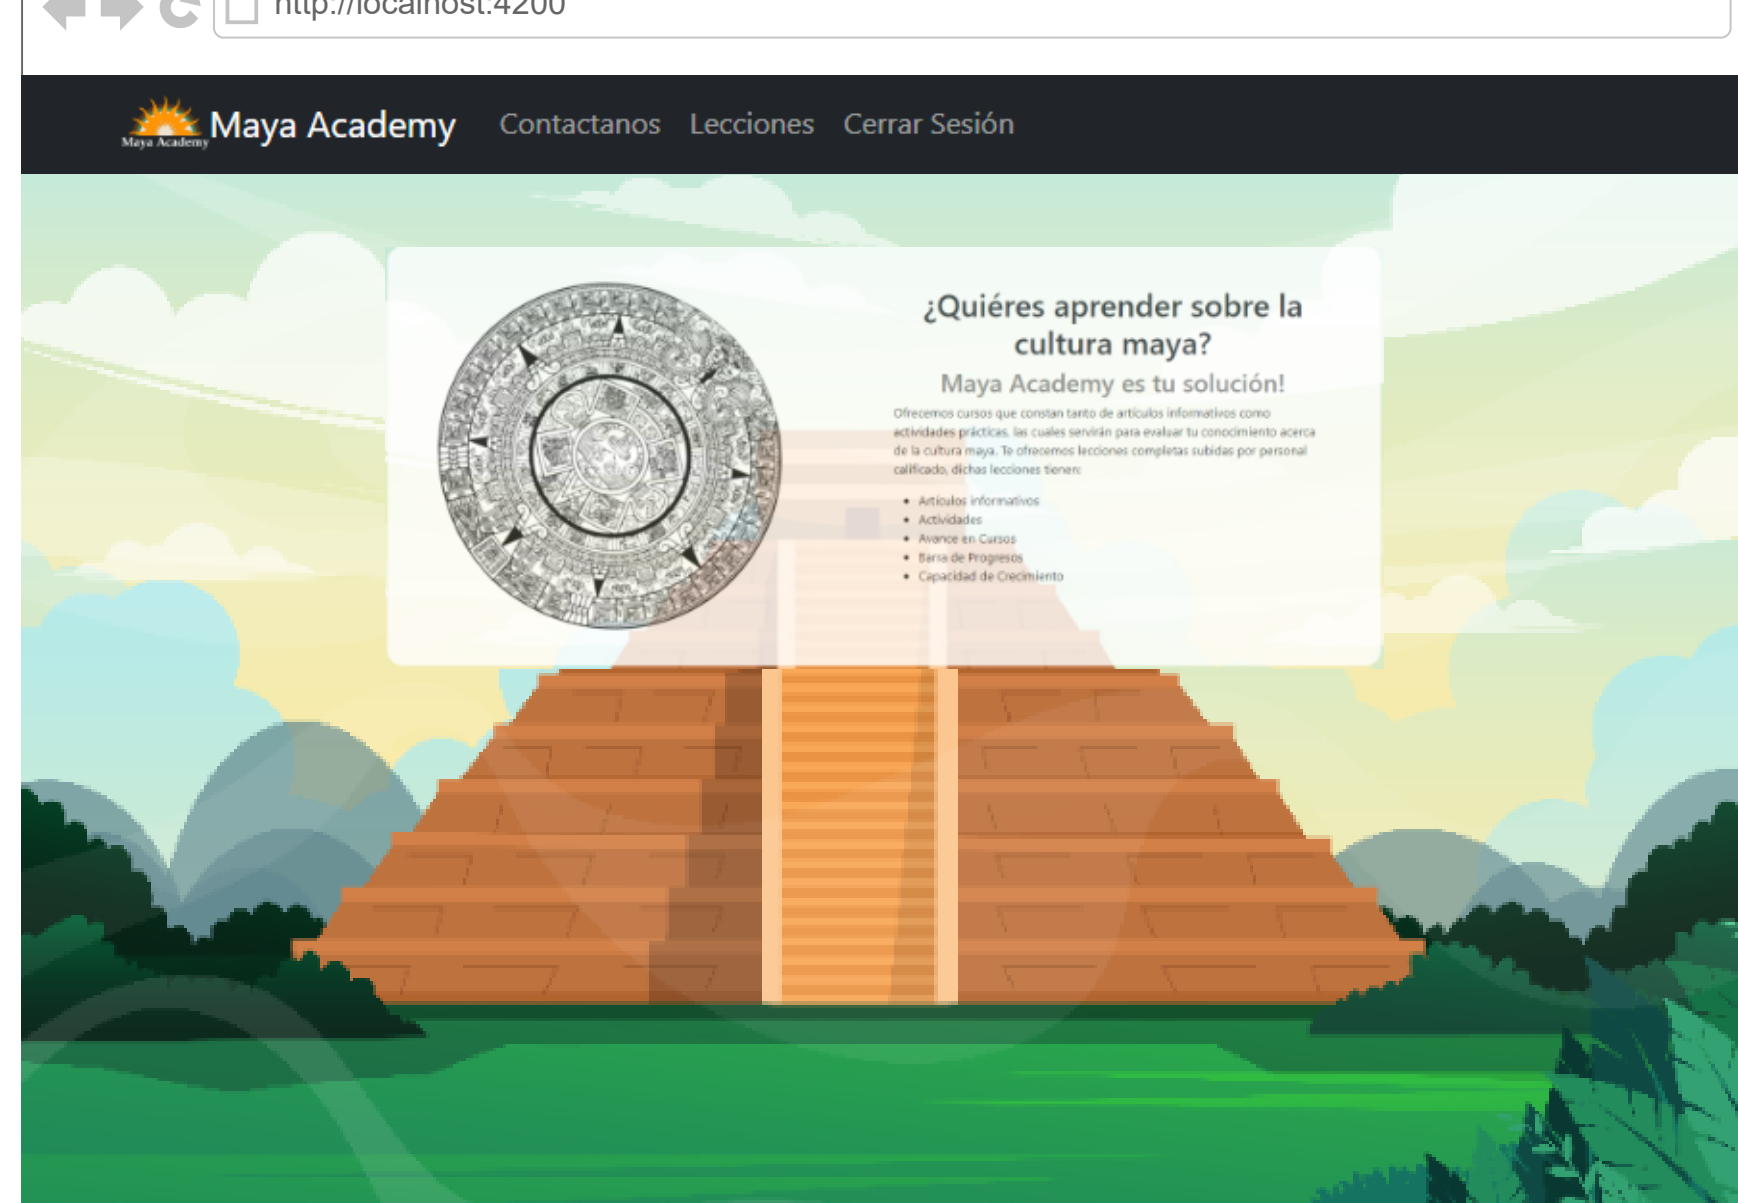 http://localhost:4200
Maya Academy
Maya Academy Contactanos Lecciones Cerrar Sesión
¿Quiéres aprender sobre la
cultura maya?
Maya Academy es tu solución!
Ofrecemos cursos que constan tanto de artículos informativos como
actividades prácticas, las cuales servirán para evaluar tu conocimiento acerca
de la cultura maya. Te ofrecemos lecciones completas subidas por personal
calificado, dichas lecciones tienen:
• Artículos informativos
• Actividades
• Avance en Cursos
• Barra de Progresos
• Capacidad de Crecimiento